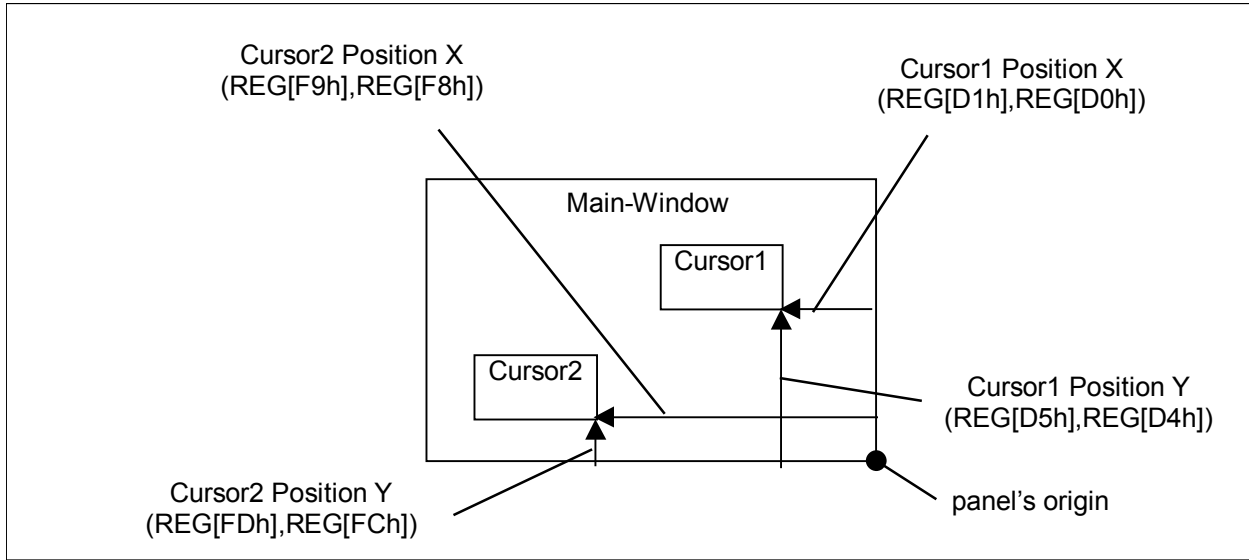 Cursor2 Position X
(REG[F9h],REG[F8h])
Cursor1 Position X
(REG[D1h],REG[D0h])
Main-Window
Cursor1
Cursor2
Cursor1 Position Y
(REG[D5h],REG[D4h])
Cursor2 Position Y
(REG[FDh],REG[FCh])
panel's origin